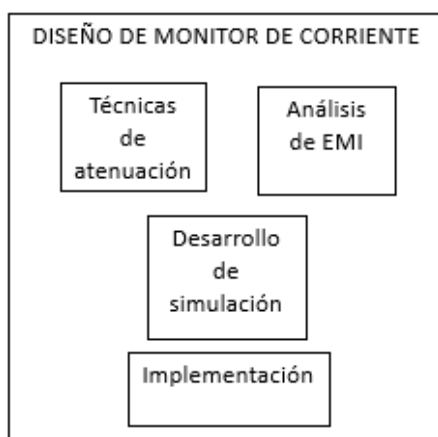 DISEÑO DE MONITOR DE CORRIENTE
Técnicas
de
atenuación
Análisis
de EMI
Desarrollo
de
simulación
Implementación